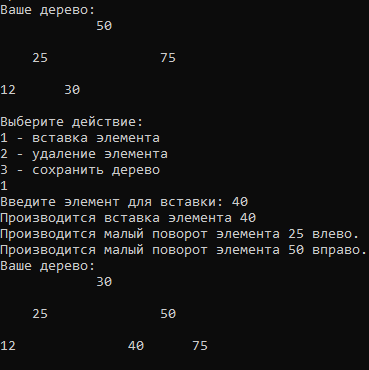 Ваше дерево:
50
25 75
12 30
Выберите действие:
1 - вставка элемента
2 - удаление элемента
3 - сохранить дерево
1
Введите элемент для вставки: 40
Производится вставка элемента 40
Производится малый поворот элемента 25 влево.
Производится малый поворот элемента 50 вправо.
Ваше дерево:
30
25 50
12 40 75